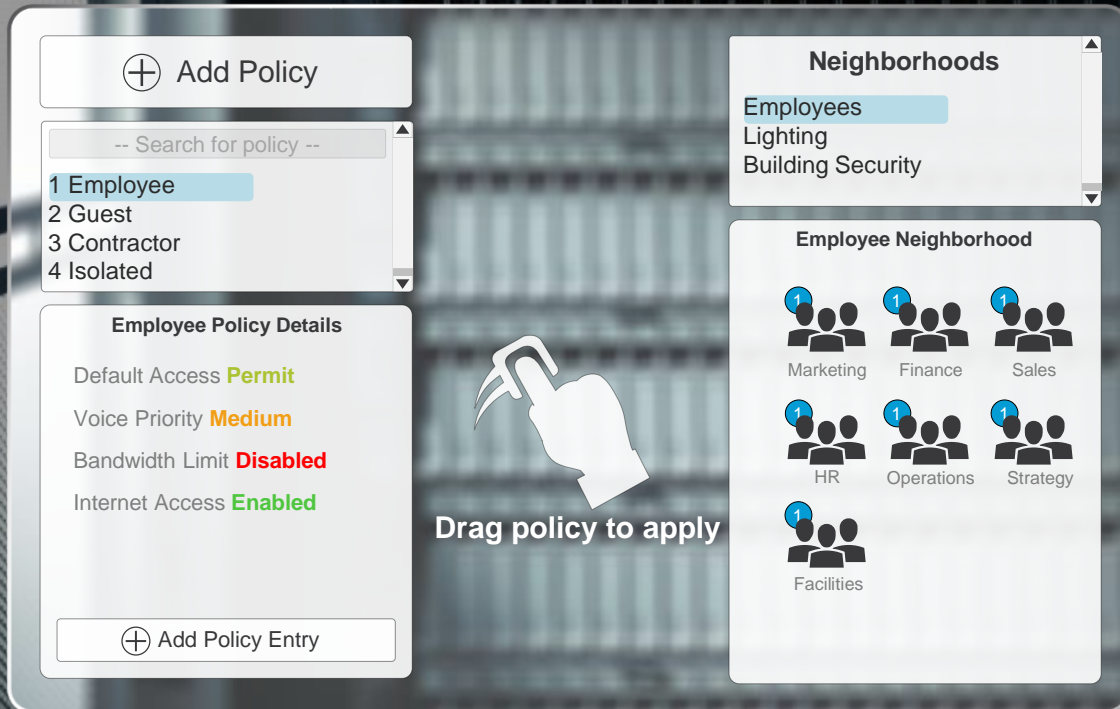 Add Policy
-- Search for policy --
1 Employee
2 Guest
3 Contractor
4 Isolated
Employee Policy Details
Default Access Permit
Voice Priority Medium
Bandwidth Limit Disabled
Internet Access Enabled
Add Policy Entry
Drag policy to apply
Neighborhoods
Employees
Lighting
Building Security
Employee Neighborhood
1 1 1
Marketing Finance Sales
1 1 1
HR Operations Strategy
1
Facilities